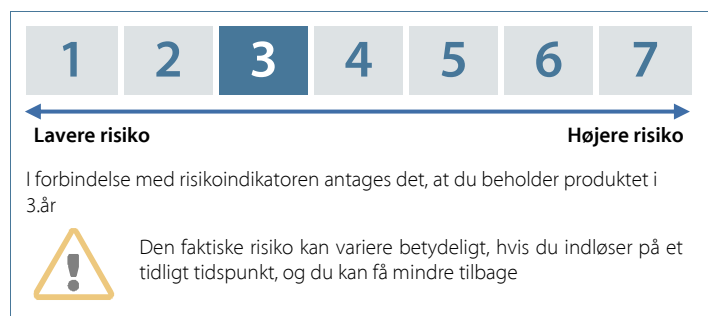 1 2 3 4 5 6 7
Lavere risiko Højere risiko
I forbindelse med risikoindikatoren antages det, at du beholder produktet i
3.år
Den faktiske risiko kan variere betydeligt, hvis du indløser på et
tidligt tidspunkt, og du kan få mindre tilbage